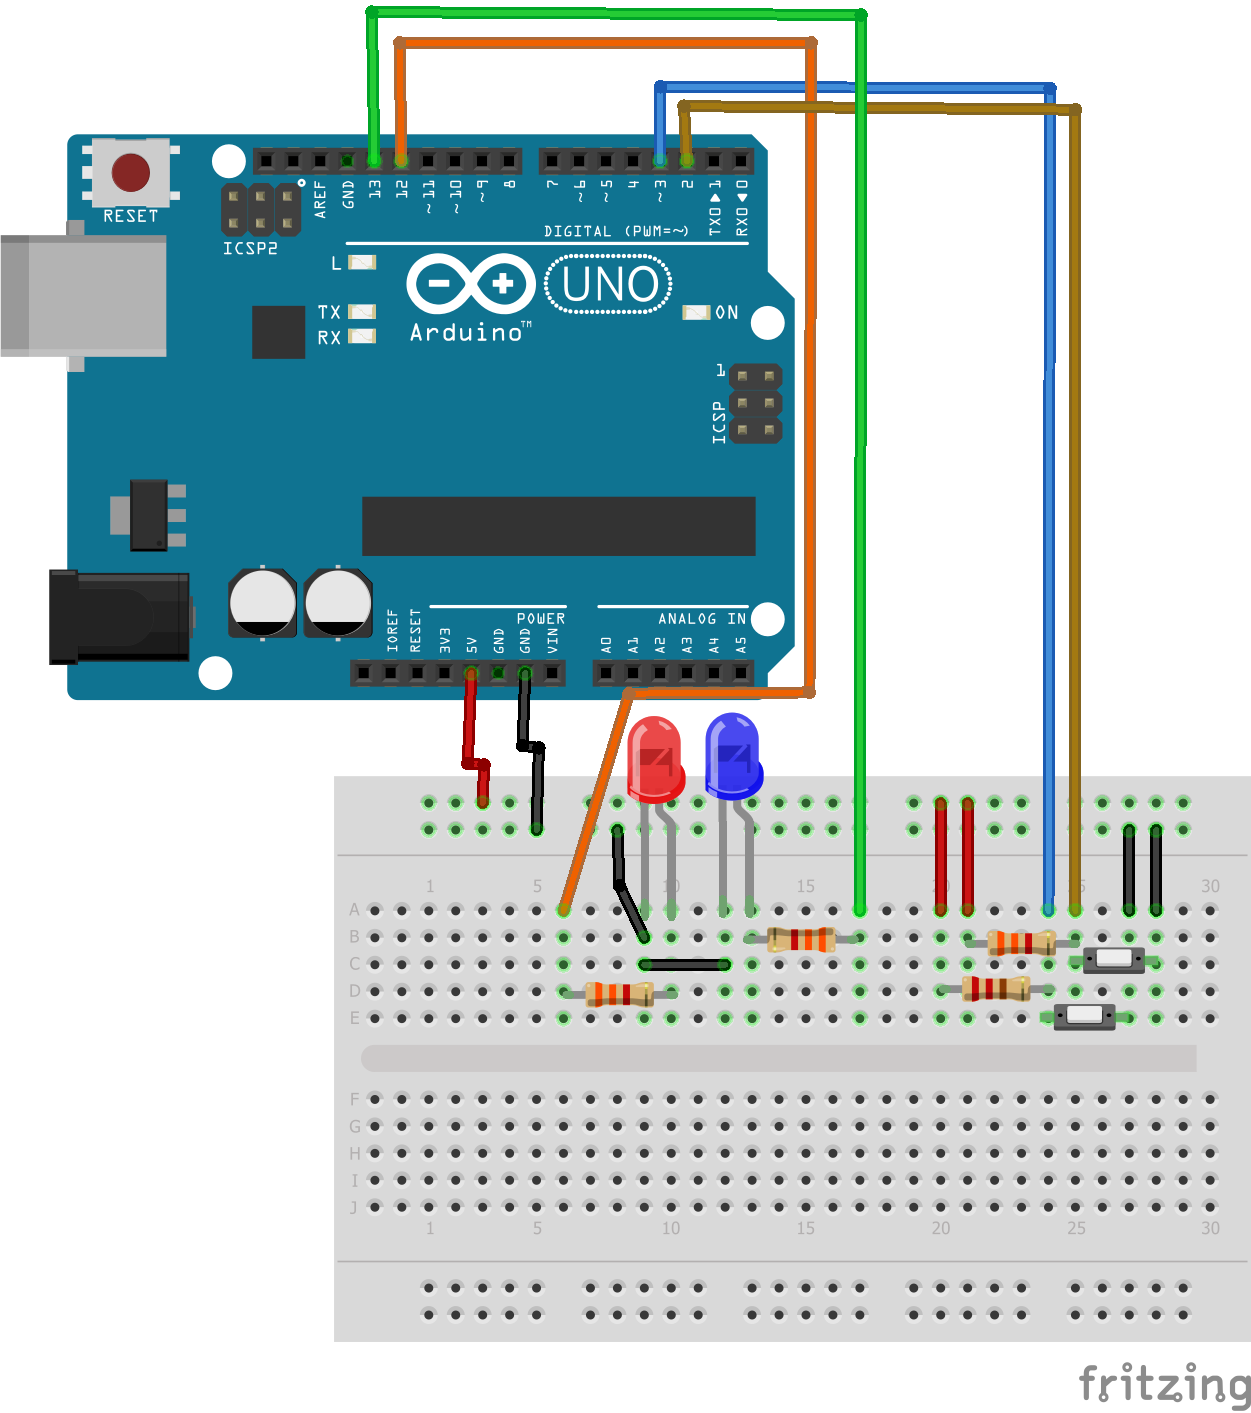 RESET
ICSP2
AREF
GND
13
12
~11
~10
~9
8
7
~6
~5
4
~3
2
TX0▶1
RX0◀0
DIGITAL (PWM=~)
L
TX
RX
Arduino™
UNO
ON
1
ICSP
IOREF
RESET
3V3
5V
GND
GND
VIN
POWER
ANALOG IN
A0
A1
A2
A3
A4
A5
1 5 10 15 20 25 30
A
B
C
D
E
F
G
H
I
J
1 5 10 15 20 25 30
fritzing